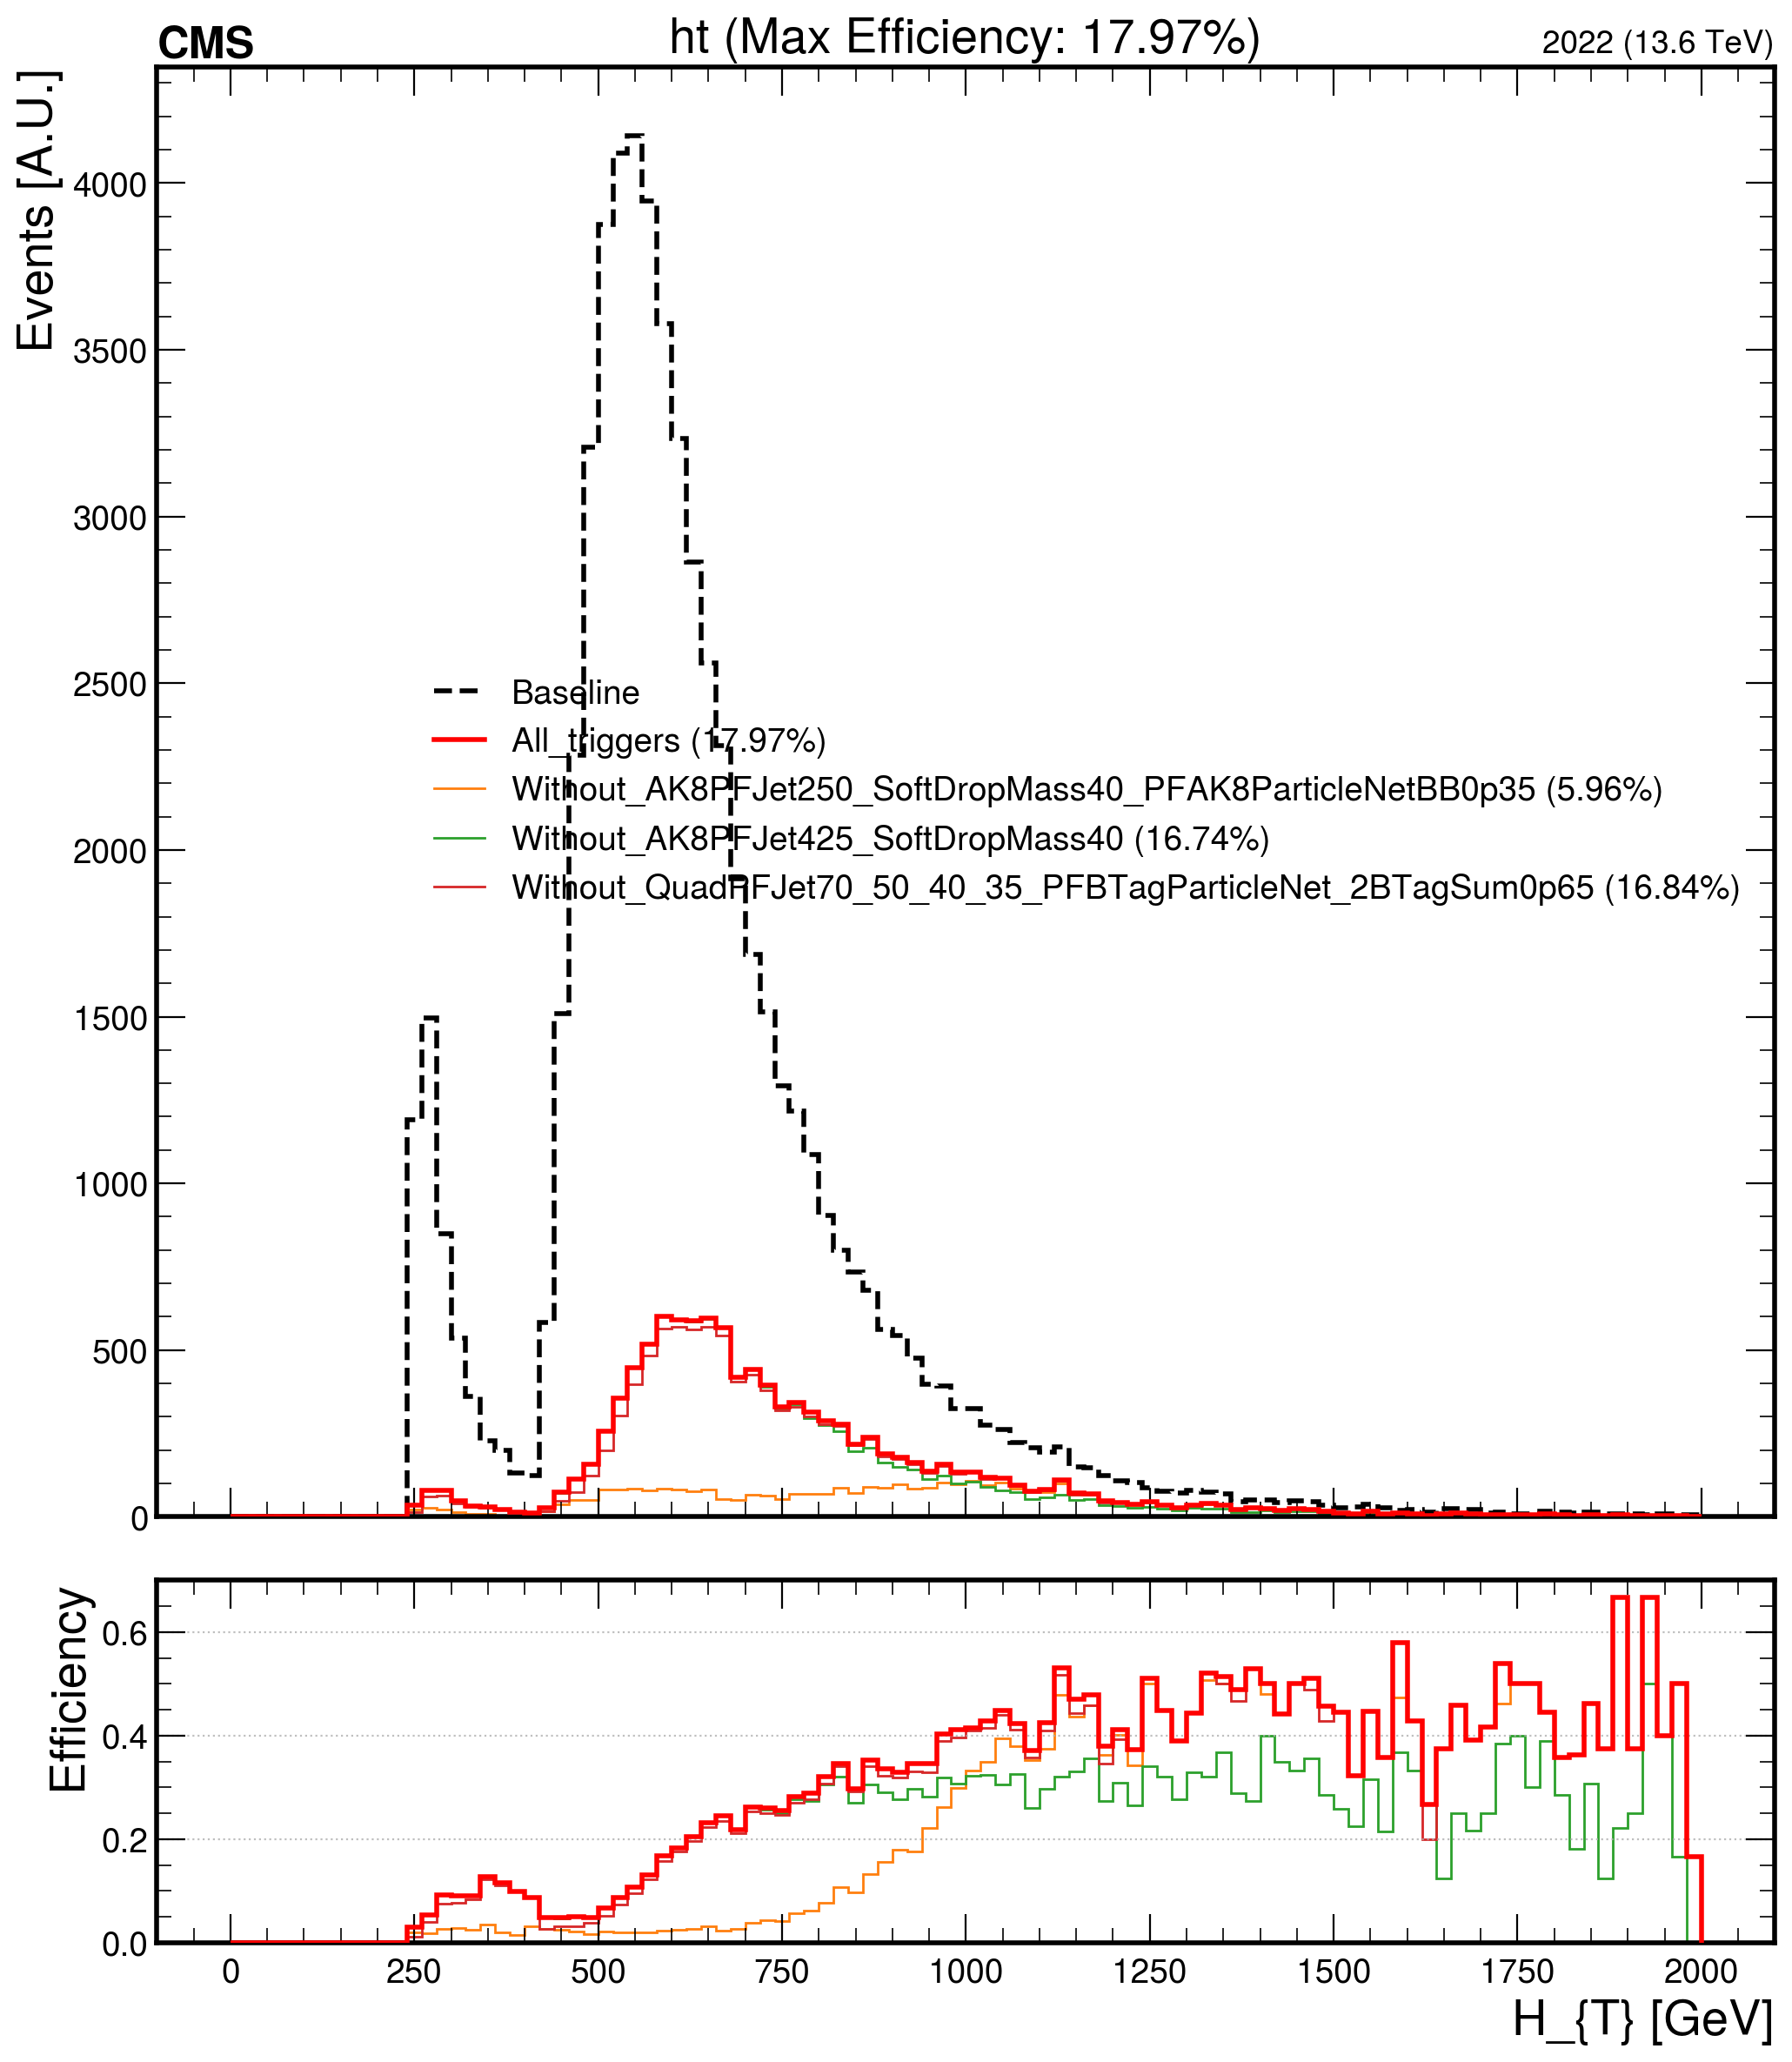 CMS
ht (Max Efficiency: 17.97%)
2022 (13.6 TeV)
Events [A.U.]
4000
3500
3000
2500
2000
1500
1000
500
0
Baseline
All_triggers (17.97%)
Without_AK8PFJet250_SoftDropMass40_PFAK8ParticleNetBB0p35 (5.96%)
Without_AK8PFJet425_SoftDropMass40 (16.74%)
Without_QuadPFJet70_50_40_35_PFBTagParticleNet_2BTagSum0p65 (16.84%)
Efficiency
0.6
0.4
0.2
0.0
0 250 500 750 1000 1250 1500 1750 2000
H_{T} [GeV]